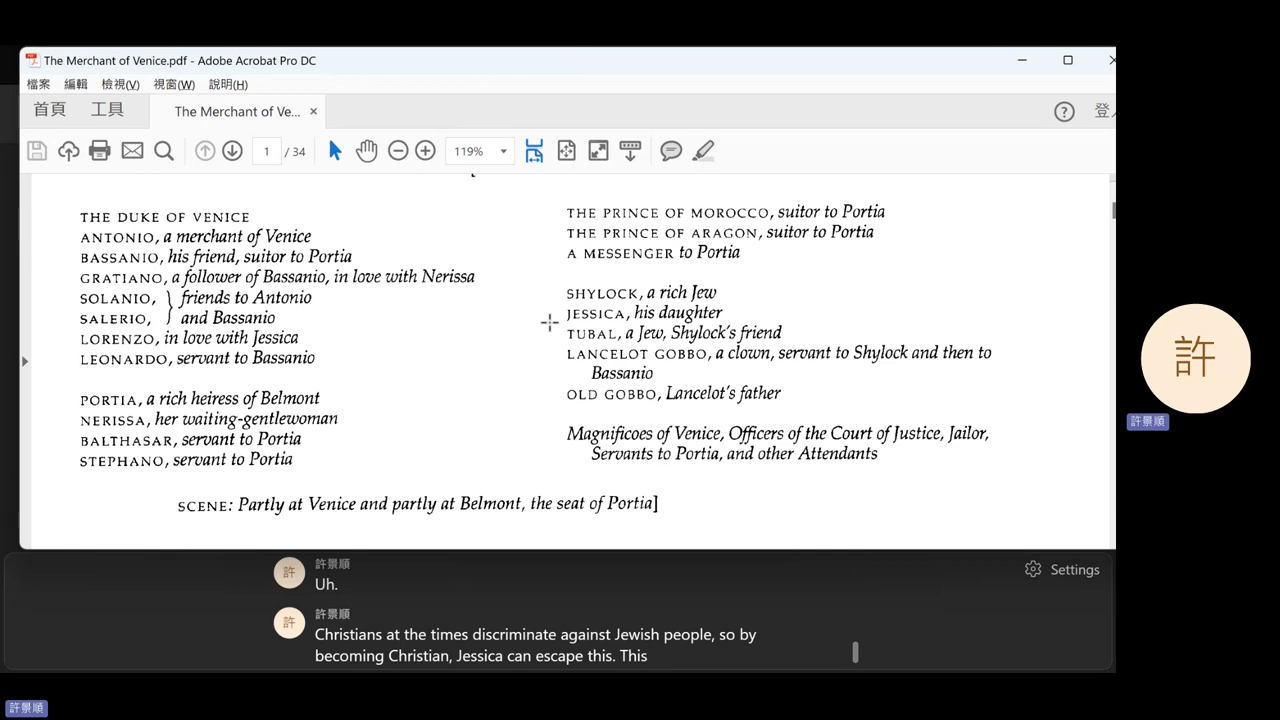 The Merchant of Venice.pdf - Adobe Acrobat Pro DC
檔案 編輯 檢視(V) 視窗(W) 說明(H)
首頁 工具 The Merchant of Ve... ×
1 / 34 119%
THE DUKE OF VENICE
ANTONIO, a merchant of Venice
BASSANIO, his friend, suitor to Portia
GRATIANO, a follower of Bassanio, in love with Nerissa
SOLANIO, } friends to Antonio
SALERIO, and Bassanio
LORENZO, in love with Jessica
LEONARDO, servant to Bassanio
PORTIA, a rich heiress of Belmont
NERISSA, her waiting-gentlewoman
BALTHASAR, servant to Portia
STEPHANO, servant to Portia
THE PRINCE OF MOROCCO, suitor to Portia
THE PRINCE OF ARAGON, suitor to Portia
A MESSENGER to Portia
SHYLOCK, a rich Jew
JESSICA, his daughter
TUBAL, a Jew, Shylock's friend
LANCELOT GOBBO, a clown, servant to Shylock and then to
Bassanio
OLD GOBBO, Lancelot's father
Magnificoes of Venice, Officers of the Court of Justice, Jailor,
Servants to Portia, and other Attendants
SCENE: Partly at Venice and partly at Belmont, the seat of Portia]
許
許景順
Uh.
Settings
許
許景順
Christians at the times discriminate against Jewish people, so by
becoming Christian, Jessica can escape this. This
許
許景順
許景順